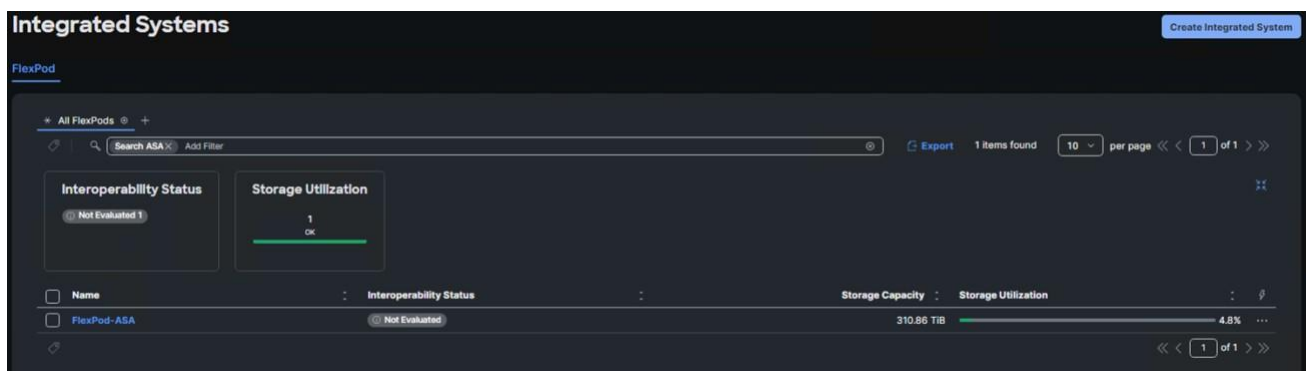 Integrated Systems
Create Integrated System
FlexPod
All FlexPods
Search ASA Add Filter
Export 1 items found 10 per page 1 of 1
Interoperability Status
Not Evaluated 1
Storage Utilization
1
OK
Name Interoperability Status Storage Capacity Storage Utilization
FlexPod-ASA Not Evaluated 310.86 TiB 4.8%
1 of 1